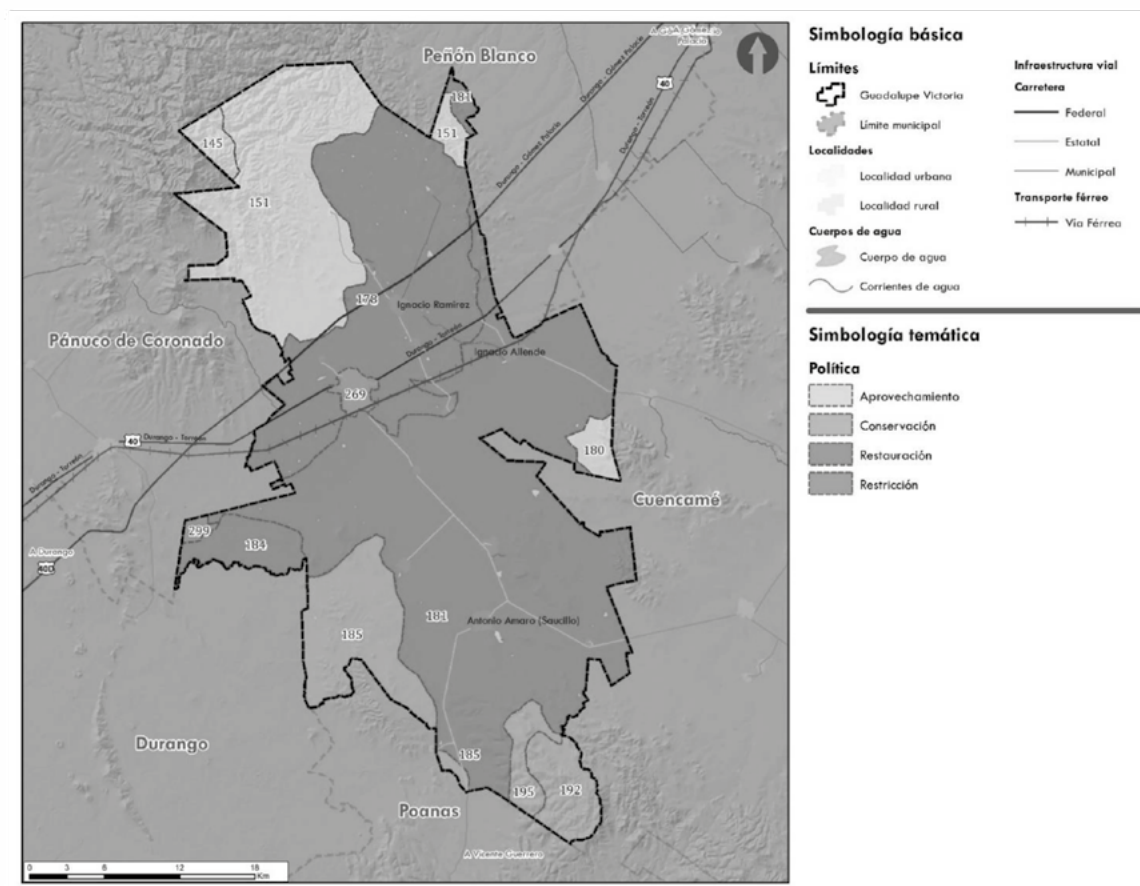 A Gómez
Palacio
Peñón Blanco
40
181
151
145
151
Durango - Gómez Palacio
Durango - Torreón
Durango - Gómez Palacio
178
Ignacio Ramírez
Pánuco de Coronado
Durango - Torreón
Ignacio Allende
269
40
Durango - Torreón
180
Durango - Torreón
Cuencamé
299
184
A Durango
40D
185
181
Antonio Amaro (Saucillo)
Durango
185
195
192
Poanas
A Vicente Guerrero
0 3 6 12 18
Km
Simbología básica
Límites
Guadalupe Victoria
Límite municipal
Localidades
Localidad urbana
Localidad rural
Cuerpos de agua
Cuerpo de agua
Corrientes de agua
Infraestructura vial
Carretera
Federal
Estatal
Municipal
Transporte férreo
Vía Férrea
Simbología temática
Política
Aprovechamiento
Conservación
Restauración
Restricción